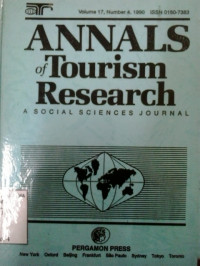 Volume 17, Number 4, 1990 ISSN 0160-7383
ANNALS
of Tourism
Research
A SOCIAL SCIENCES JOURNAL
PERGAMON PRESS
New York Oxford Beijing Frankfurt São Paulo Sydney Tokyo Toronto